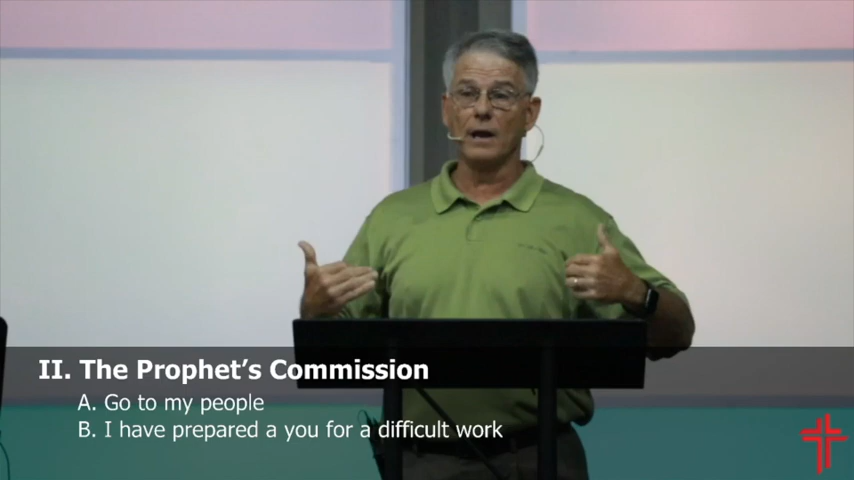 II. The Prophet's Commission
A. Go to my people
B. I have prepared a you for a difficult work